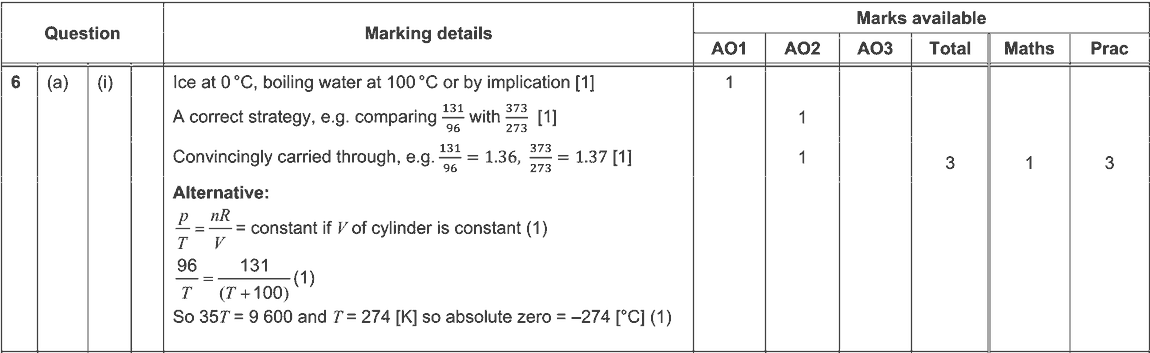 Question Marking details Marks available
AO1 AO2 AO3 Total Maths Prac
6 (a) (i) Ice at 0 °C, boiling water at 100 °C or by implication [1] 1
A correct strategy, e.g. comparing 131/96 with 373/273 [1] 1
Convincingly carried through, e.g. 131/96 = 1.36, 373/273 = 1.37 [1] 1 3 1 3
Alternative:
p/T = nR/V = constant if V of cylinder is constant (1)
96/T = 131/(T +100) (1)
So 35T = 9 600 and T = 274 [K] so absolute zero = –274 [°C] (1)